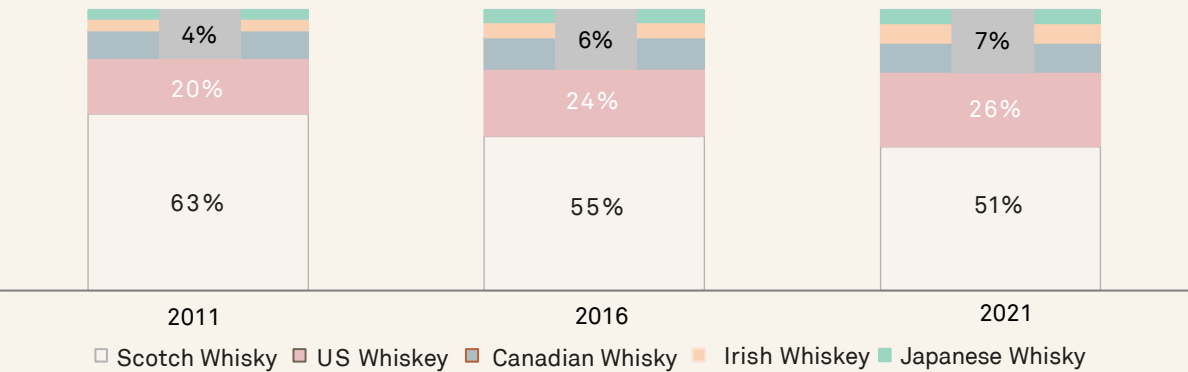 4% 6% 7%
20% 24% 26%
63% 55% 51%
2011 2016 2021
Scotch Whisky US Whiskey Canadian Whisky Irish Whiskey Japanese Whisky